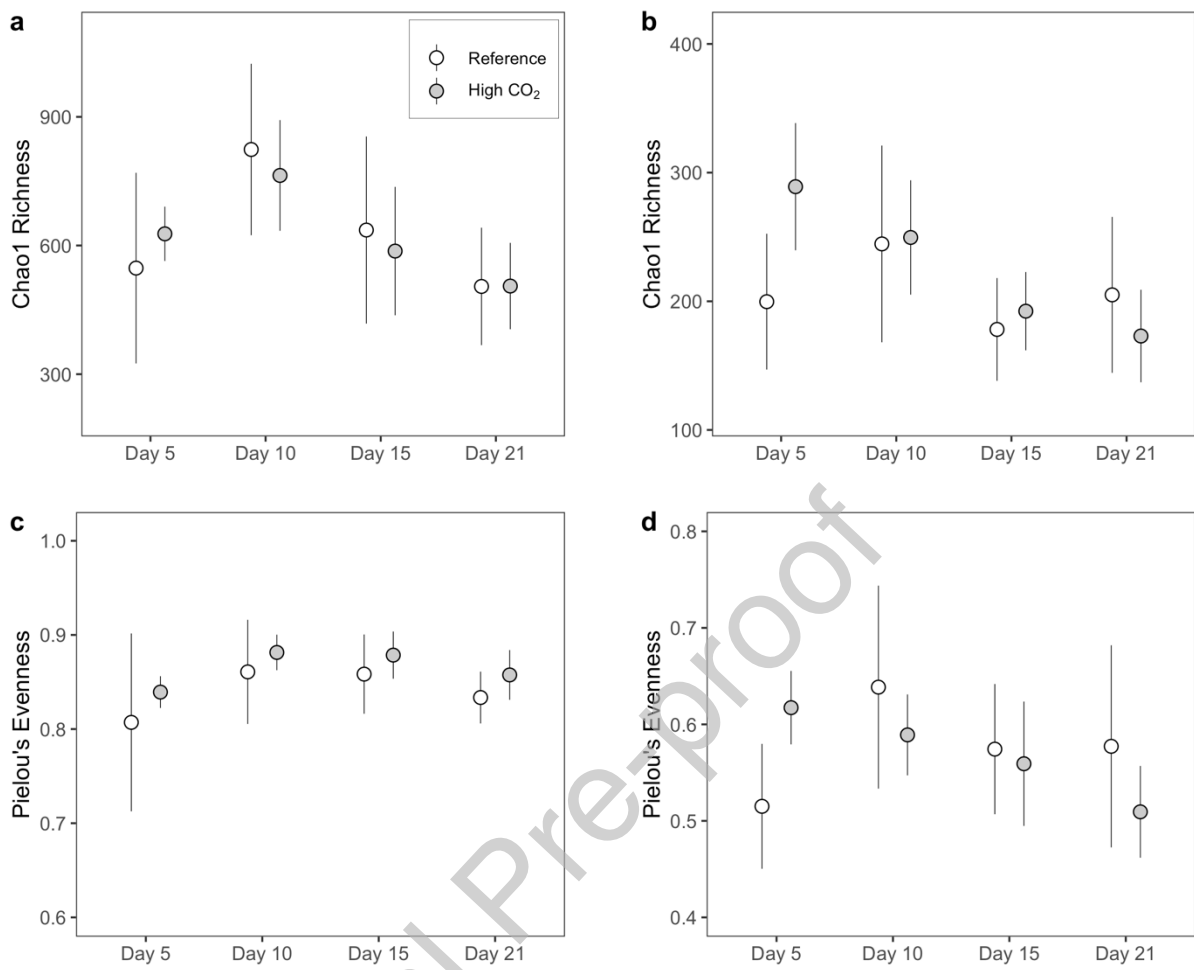 a
Reference
High CO₂
Chao1 Richness
900
600
300
Day 5 Day 10 Day 15 Day 21
b
Chao1 Richness
400
300
200
100
Day 5 Day 10 Day 15 Day 21
c
Pielou's Evenness
1.0
0.9
0.8
0.7
0.6
Day 5 Day 10 Day 15 Day 21
d
Pielou's Evenness
0.8
0.7
0.6
0.5
0.4
Day 5 Day 10 Day 15 Day 21
l Pre-proof